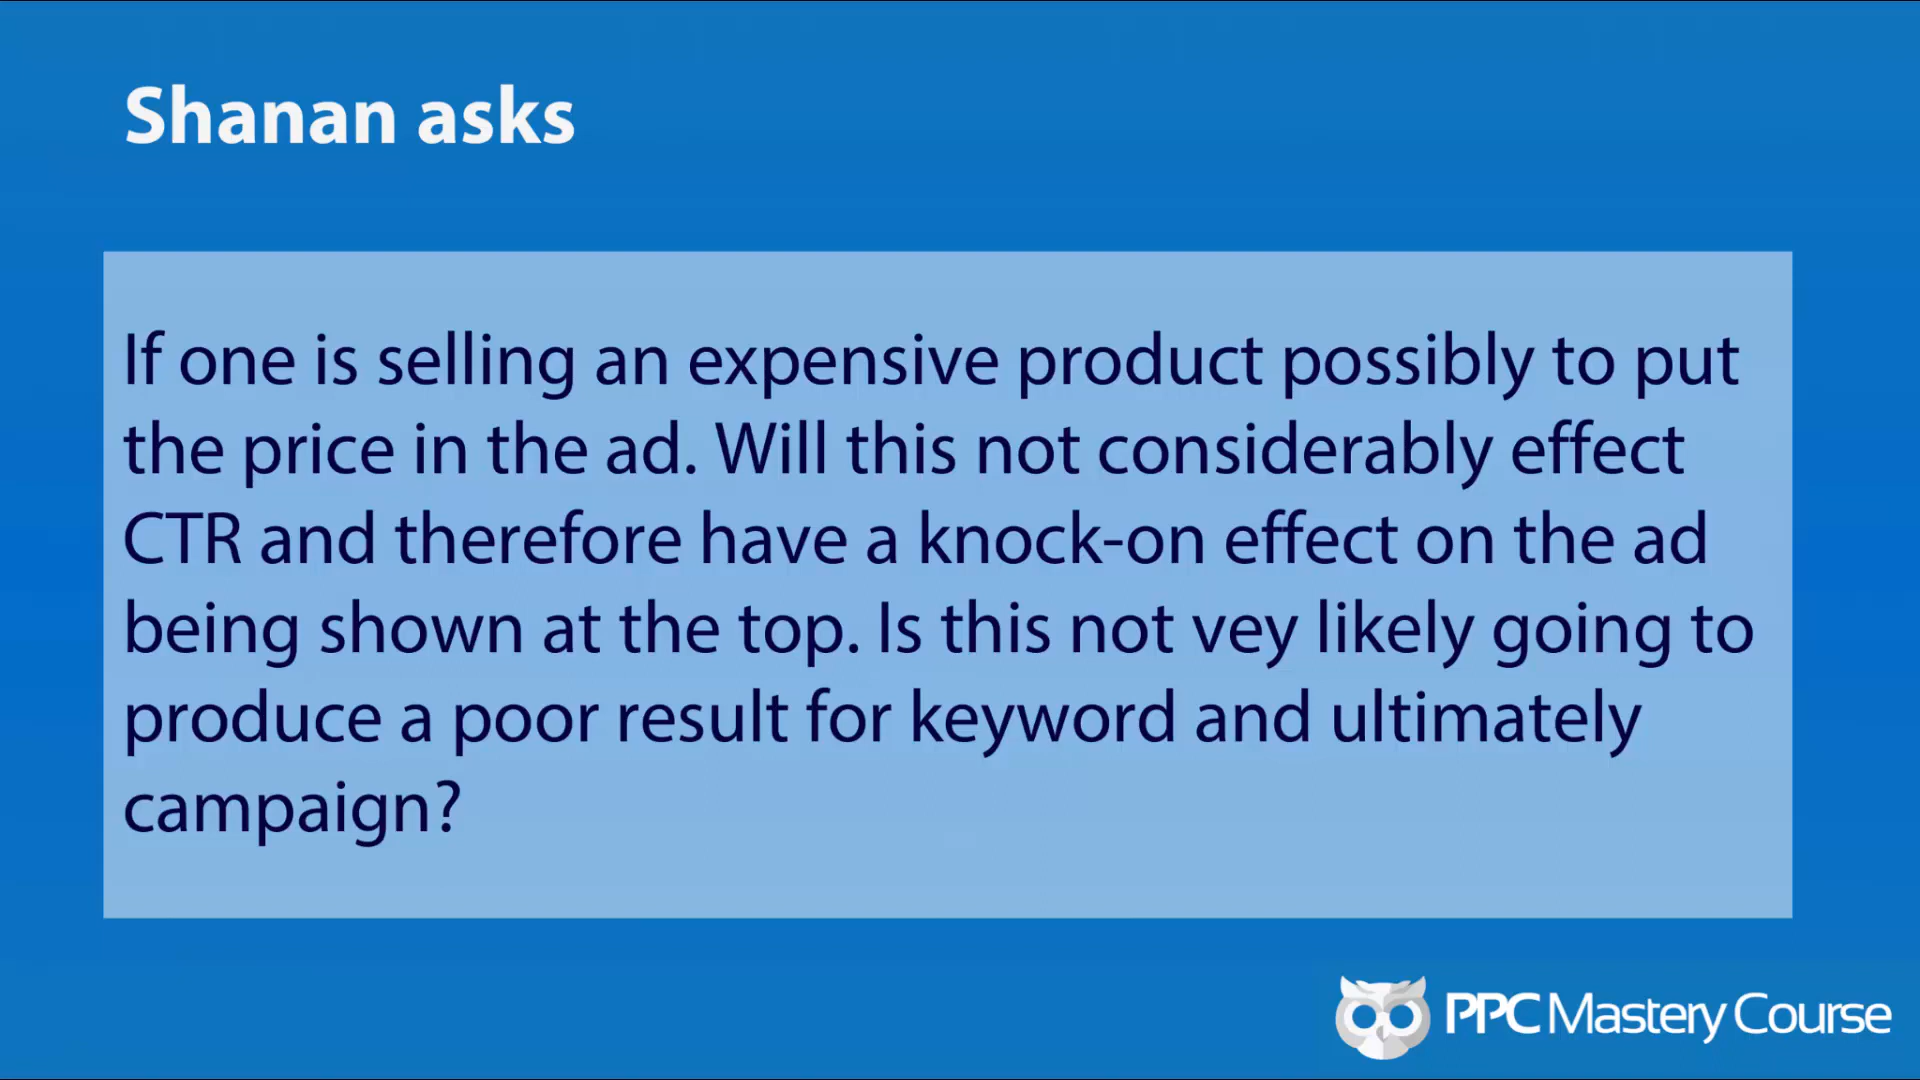 Shanan asks
If one is selling an expensive product possibly to put
the price in the ad. Will this not considerably effect
CTR and therefore have a knock-on effect on the ad
being shown at the top. Is this not vey likely going to
produce a poor result for keyword and ultimately
campaign?
PPC Mastery Course